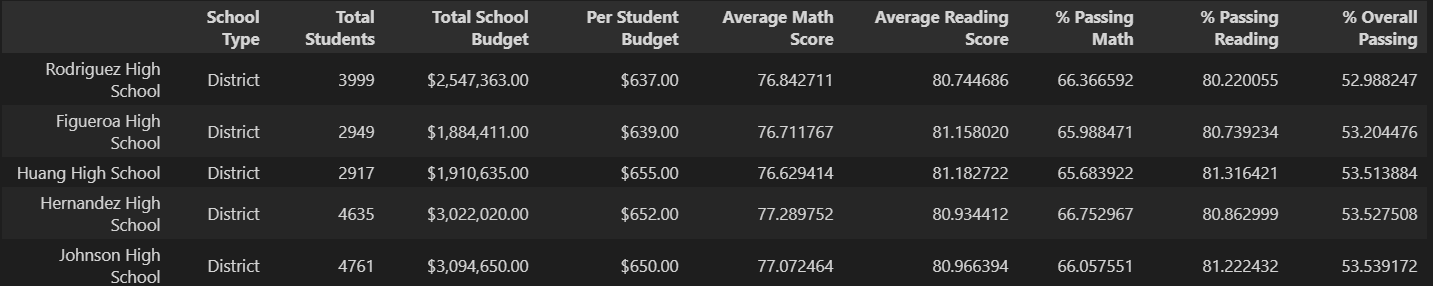 School Type Total Students Total School Budget Per Student Budget Average Math Score Average Reading Score % Passing Math % Passing Reading % Overall Passing
Rodriguez High School District 3999 $2,547,363.00 $637.00 76.842711 80.744686 66.366592 80.220055 52.988247
Figueroa High School District 2949 $1,884,411.00 $639.00 76.711767 81.158020 65.988471 80.739234 53.204476
Huang High School District 2917 $1,910,635.00 $655.00 76.629414 81.182722 65.683922 81.316421 53.513884
Hernandez High School District 4635 $3,022,020.00 $652.00 77.289752 80.934412 66.752967 80.862999 53.527508
Johnson High School District 4761 $3,094,650.00 $650.00 77.072464 80.966394 66.057551 81.222432 53.539172